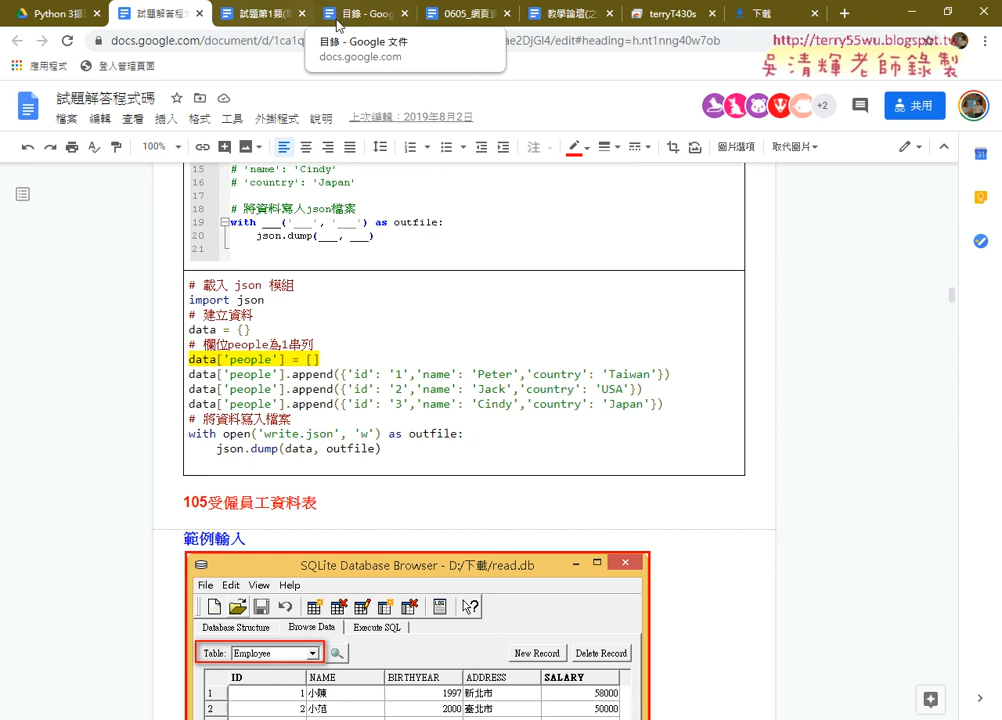 Python 3
試題解答程
試題第1類(
目錄 - Goo
0605_網頁
教學論壇(之
terryT430s
下載
docs.google.com/document/d/1ca1q
ae2DjGl4/edit#heading=h.nt1nng40w7ob
目錄 - Google 文件
docs.google.com
http://terry55wu.blogspot.tw
吳清輝老師錄製
應用程式
登入管理頁面
試題解答程式碼
檔案 編輯 查看 插入 格式 工具 外掛程式 說明 上次編輯：2019年8月2日
+2
共用
100%
注
圖片選項
取代圖片
15 # 'name': 'Cindy'
16 # 'country': 'Japan'
17
18 # 將資料寫入json檔案
19 with ___('___', '___') as outfile:
20 json.dump(___, ___)
21
# 載入 json 模組
import json
# 建立資料
data = {}
# 欄位people為1串列
data['people'] = []
data['people'].append({'id': '1','name': 'Peter','country': 'Taiwan'})
data['people'].append({'id': '2','name': 'Jack','country': 'USA'})
data['people'].append({'id': '3','name': 'Cindy','country': 'Japan'})
# 將資料寫入檔案
with open('write.json', 'w') as outfile:
json.dump(data, outfile)
105受僱員工資料表
範例輸入
SQLite Database Browser - D:/下載/read.db
File Edit View Help
Database Structure Browse Data Execute SQL
Table: Employee New Record Delete Record
ID NAME BIRTHYEAR ADDRESS SALARY
1 1 小陳 1997 新北市 58000
2 2 小范 2000 臺北市 50000
31